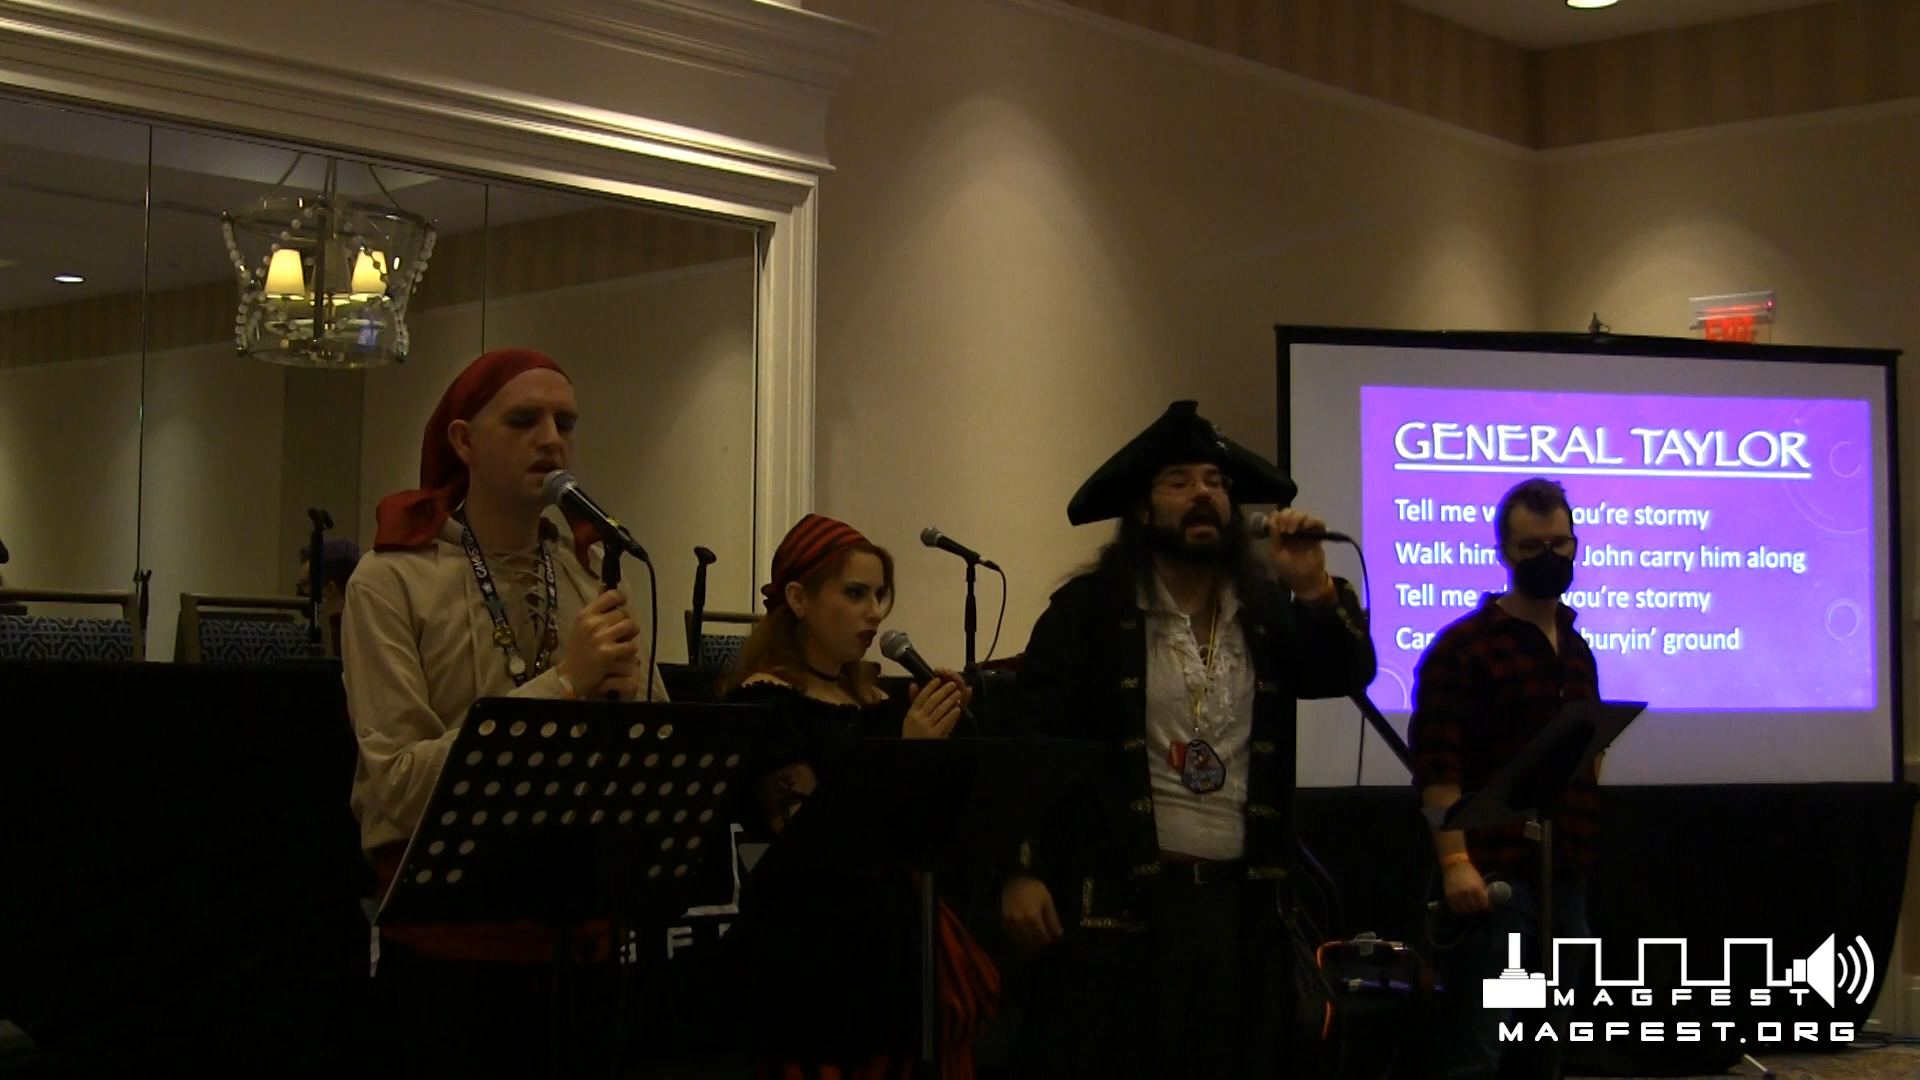 EXIT
GENERAL TAYLOR
Tell me you're stormy
Walk him John carry him along
Tell me you're stormy
buryin' ground
MAGFEST
MAGFEST.ORG